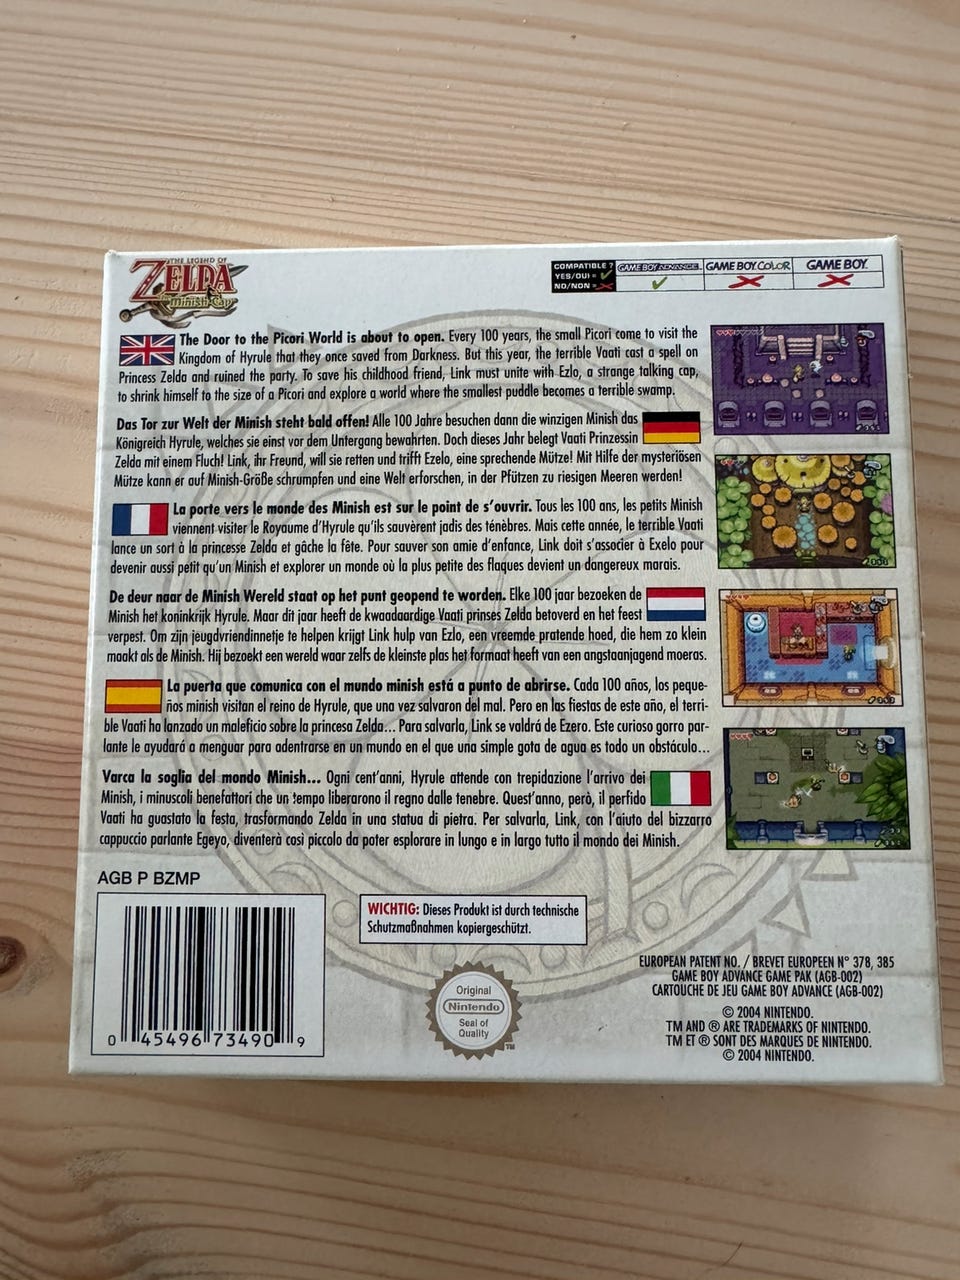 THE LEGEND OF
ZELDA
The Minish Cap
COMPATIBLE ?
YES/OUI = ✓
NO/NON = ✗
GAME BOY ADVANCE
GAME BOY COLOR
GAME BOY
The Door to the Picori World is about to open. Every 100 years, the small Picori come to visit the
Kingdom of Hyrule that they once saved from Darkness. But this year, the terrible Vaati cast a spell on
Princess Zelda and ruined the party. To save his childhood friend, Link must unite with Ezlo, a strange talking cap,
to shrink himself to the size of a Picori and explore a world where the smallest puddle becomes a terrible swamp.
Das Tor zur Welt der Minish steht bald offen! Alle 100 Jahre besuchen dann die winzigen Minish das
Königreich Hyrule, welches sie einst vor dem Untergang bewahrten. Doch dieses Jahr belegt Vaati Prinzessin
Zelda mit einem Fluch! Link, ihr Freund, will sie retten und trifft Ezelo, eine sprechende Mütze! Mit Hilfe der mysteriösen
Mütze kann er auf Minish-Größe schrumpfen und eine Welt erforschen, in der Pfützen zu riesigen Meeren werden!
La porte vers le monde des Minish est sur le point de s'ouvrir. Tous les 100 ans, les petits Minish
viennent visiter le Royaume d'Hyrule qu'ils sauvèrent jadis des ténèbres. Mais cette année, le terrible Vaati
lance un sort à la princesse Zelda et gâche la fête. Pour sauver son amie d'enfance, Link doit s'associer à Exelo pour
devenir aussi petit qu'un Minish et explorer un monde où la plus petite des flaques devient un dangereux marais.
De deur naar de Minish Wereld staat op het punt geopend te worden. Elke 100 jaar bezoeken de
Minish het koninkrijk Hyrule. Maar dit jaar heeft de kwaadaardige Vaati prinses Zelda betoverd en het feest
verpest. Om zijn jeugdvriendinnetje te helpen krijgt Link hulp van Ezlo, een vreemde pratende hoed, die hem zo klein
maakt als de Minish. Hij bezoekt een wereld waar zelfs de kleinste plas het formaat heeft van een angstaanjagend moeras.
La puerta que comunica con el mundo minish está a punto de abrirse. Cada 100 años, los peque-
ños minish visitan el reino de Hyrule, que una vez salvaron del mal. Pero en las fiestas de este año, el terri-
ble Vaati ha lanzado un maleficio sobre la princesa Zelda... Para salvarla, Link se valdrá de Ezero. Este curioso gorro par-
lante le ayudará a menguar para adentrarse en un mundo en el que una simple gota de agua es todo un obstáculo...
Varca la soglia del mondo Minish... Ogni cent'anni, Hyrule attende con trepidazione l'arrivo dei
Minish, i minuscoli benefattori che un tempo liberarono il regno dalle tenebre. Quest'anno, però, il perfido
Vaati ha guastato la festa, trasformando Zelda in una statua di pietra. Per salvarla, Link, con l'aiuto del bizzarro
cappuccio parlante Egeyo, diventerà così piccolo da poter esplorare in lungo e in largo tutto il mondo dei Minish.
AGB P BZMP
WICHTIG: Dieses Produkt ist durch technische
Schutzmaßnahmen kopiergeschützt.
0 45496 73490 9
Original
Nintendo
Seal of
Quality
TM
EUROPEAN PATENT NO. / BREVET EUROPEEN N° 378, 385
GAME BOY ADVANCE GAME PAK (AGB-002)
CARTOUCHE DE JEU GAME BOY ADVANCE (AGB-002)
© 2004 NINTENDO.
TM AND ® ARE TRADEMARKS OF NINTENDO.
TM ET ® SONT DES MARQUES DE NINTENDO.
© 2004 NINTENDO.